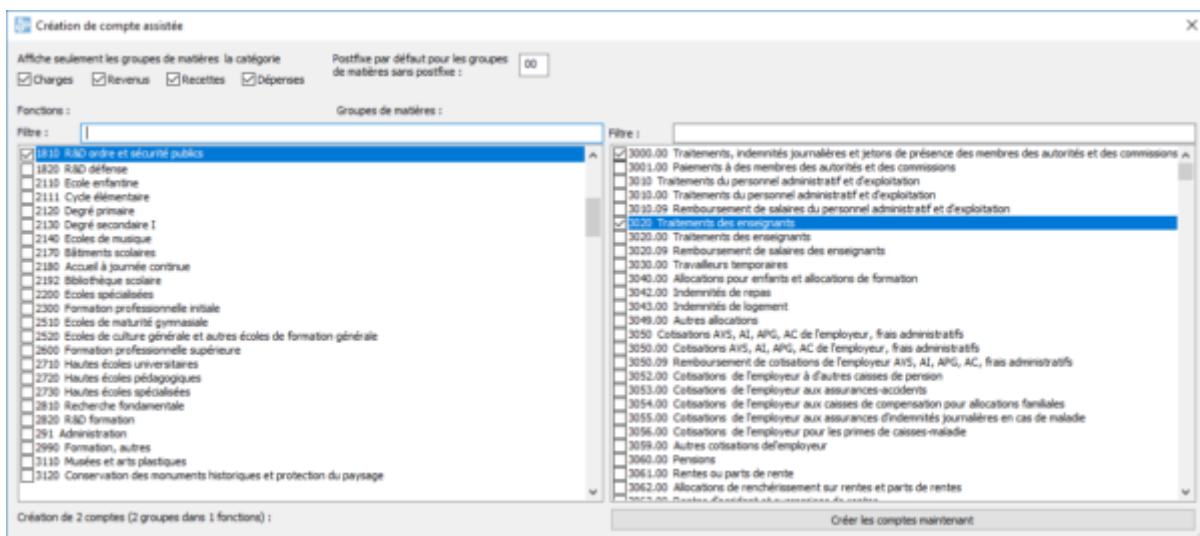 Création de compte assistée
Affiche seulement les groupes de matières la catégorie
Charges Revenus Recettes Dépenses
Postfixe par défaut pour les groupes
de matières sans postfixe :
00
Fonctions :
Groupes de matières :
Filtre :
1810 R&D ordre et sécurité publics
1820 R&D défense
2110 Ecole enfantine
2111 Cycle élémentaire
2120 Degré primaire
2130 Degré secondaire I
2140 Ecoles de musique
2170 Bâtiments scolaires
2180 Accueil à journée continue
2192 Bibliothèque scolaire
2200 Ecoles spécialisées
2300 Formation professionnelle initiale
2510 Ecoles de maturité gymnasiale
2520 Ecoles de culture générale et autres écoles de formation générale
2600 Formation professionnelle supérieure
2710 Hautes écoles universitaires
2720 Hautes écoles pédagogiques
2730 Hautes écoles spécialisées
2810 Recherche fondamentale
2820 R&D formation
291 Administration
2990 Formation, autres
3110 Musées et arts plastiques
3120 Conservation des monuments historiques et protection du paysage
Filtre :
3000.00 Traitements, indemnités journalières et jetons de présence des membres des autorités et des commissions
3001.00 Paiements à des membres des autorités et des commissions
3010 Traitements du personnel administratif et d'exploitation
3010.00 Traitements du personnel administratif et d'exploitation
3010.09 Remboursement de salaires du personnel administratif et d'exploitation
3020 Traitements des enseignants
3020.00 Traitements des enseignants
3020.09 Remboursement de salaires des enseignants
3030.00 Travailleurs temporaires
3040.00 Allocations pour enfants et allocations de formation
3042.00 Indemnités de repas
3043.00 Indemnités de logement
3049.00 Autres allocations
3050 Cotisations AVS, AI, APG, AC de l'employeur, frais administratifs
3050.00 Cotisations AVS, AI, APG, AC de l'employeur, frais administratifs
3050.09 Remboursement de cotisations de l'employeur AVS, AI, APG, AC, frais administratifs
3052.00 Cotisations de l'employeur à d'autres caisses de pension
3053.00 Cotisations de l'employeur aux assurances-accidents
3054.00 Cotisations de l'employeur aux caisses de compensation pour allocations familiales
3055.00 Cotisations de l'employeur aux assurances d'indemnités journalières en cas de maladie
3056.00 Cotisations de l'employeur pour les primes de caisses-maladie
3059.00 Autres cotisations del'employeur
3060.00 Pensions
3061.00 Rentes ou parts de rente
3062.00 Allocations de renchérissement sur rentes et parts de rentes
Création de 2 comptes (2 groupes dans 1 fonctions) :
Créer les comptes maintenant